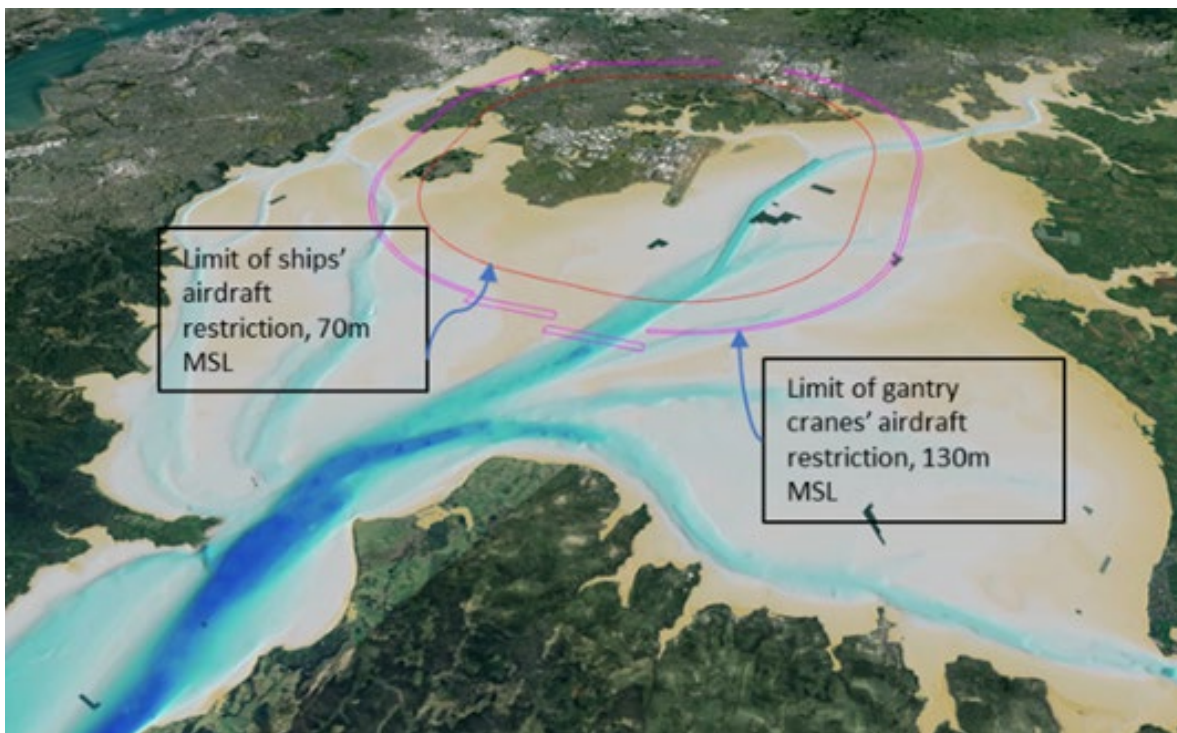 Limit of ships'
airdraft
restriction, 70m
MSL
Limit of gantry
cranes' airdraft
restriction, 130m
MSL